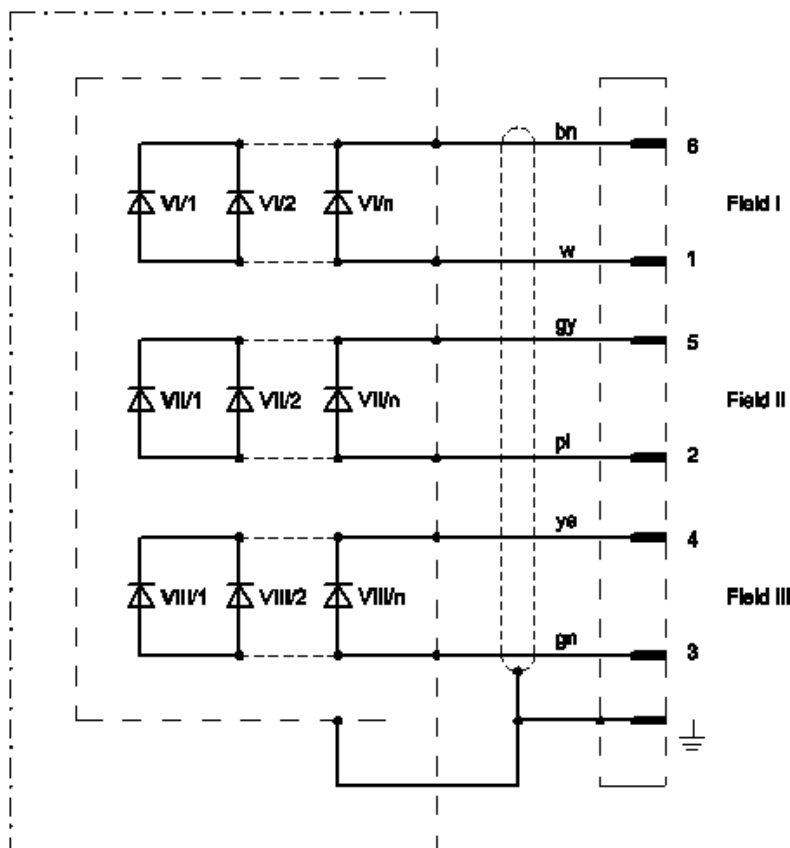 bn
6
VI/1 VI/2 VI/n
Field I
w
1
gy
5
VII/1 VII/2 VII/n
Field II
pi
2
ye
4
VIII/1 VIII/2 VIII/n
Field III
gn
3